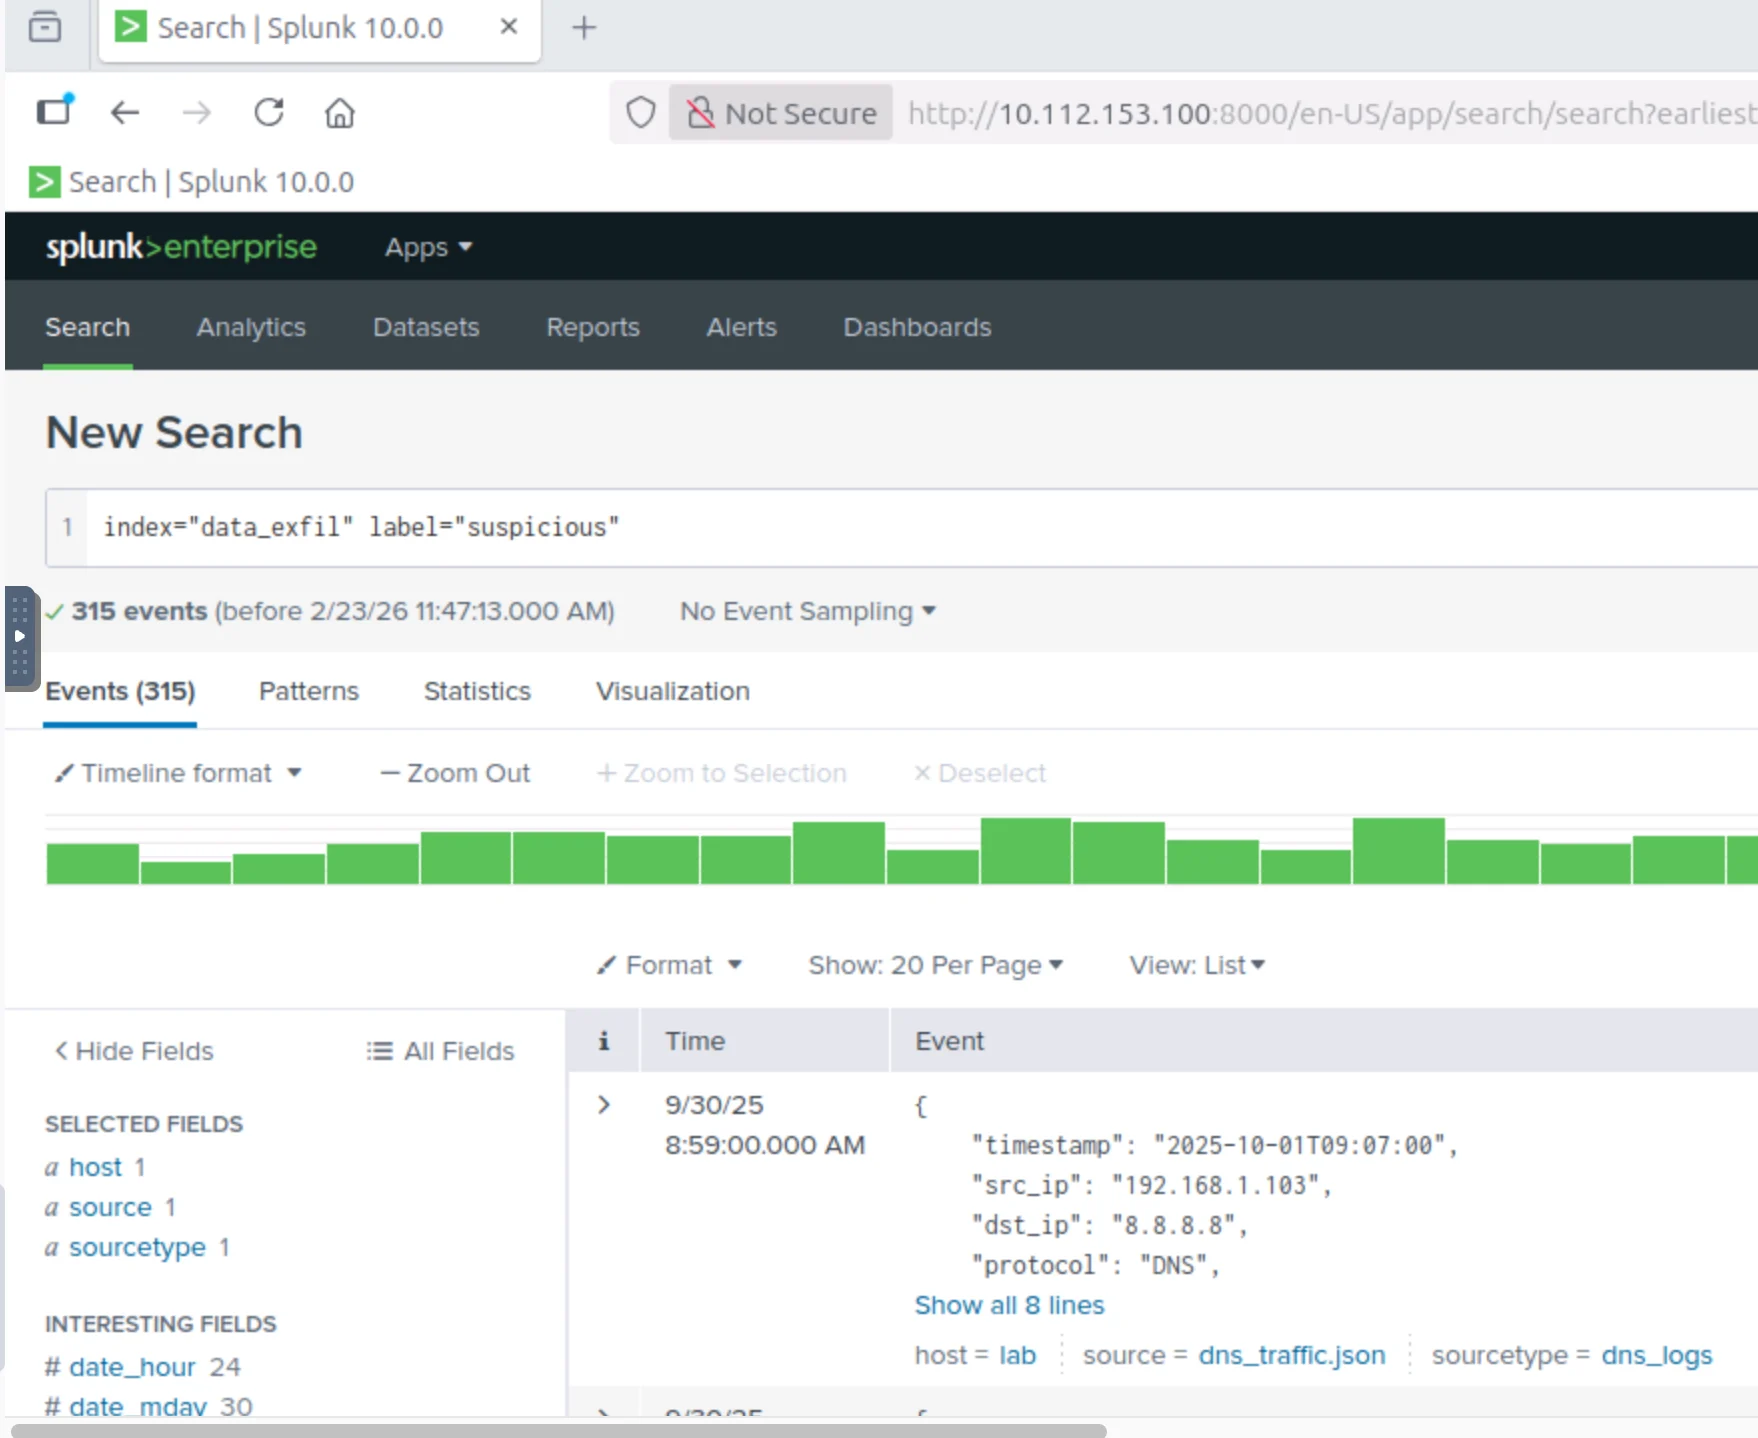 Search | Splunk 10.0.0
Not Secure http://10.112.153.100:8000/en-US/app/search/search?earliest
Search | Splunk 10.0.0
splunk>enterprise Apps
Search Analytics Datasets Reports Alerts Dashboards
New Search
1 index="data_exfil" label="suspicious"
315 events (before 2/23/26 11:47:13.000 AM) No Event Sampling
Events (315) Patterns Statistics Visualization
Timeline format — Zoom Out + Zoom to Selection × Deselect
Format Show: 20 Per Page View: List
< Hide Fields All Fields
i Time Event
SELECTED FIELDS
a host 1
a source 1
a sourcetype 1
INTERESTING FIELDS
# date_hour 24
# date_mday 30
> 9/30/25
8:59:00.000 AM
{
"timestamp": "2025-10-01T09:07:00",
"src_ip": "192.168.1.103",
"dst_ip": "8.8.8.8",
"protocol": "DNS",
Show all 8 lines
host = lab source = dns_traffic.json sourcetype = dns_logs
9/30/25 {